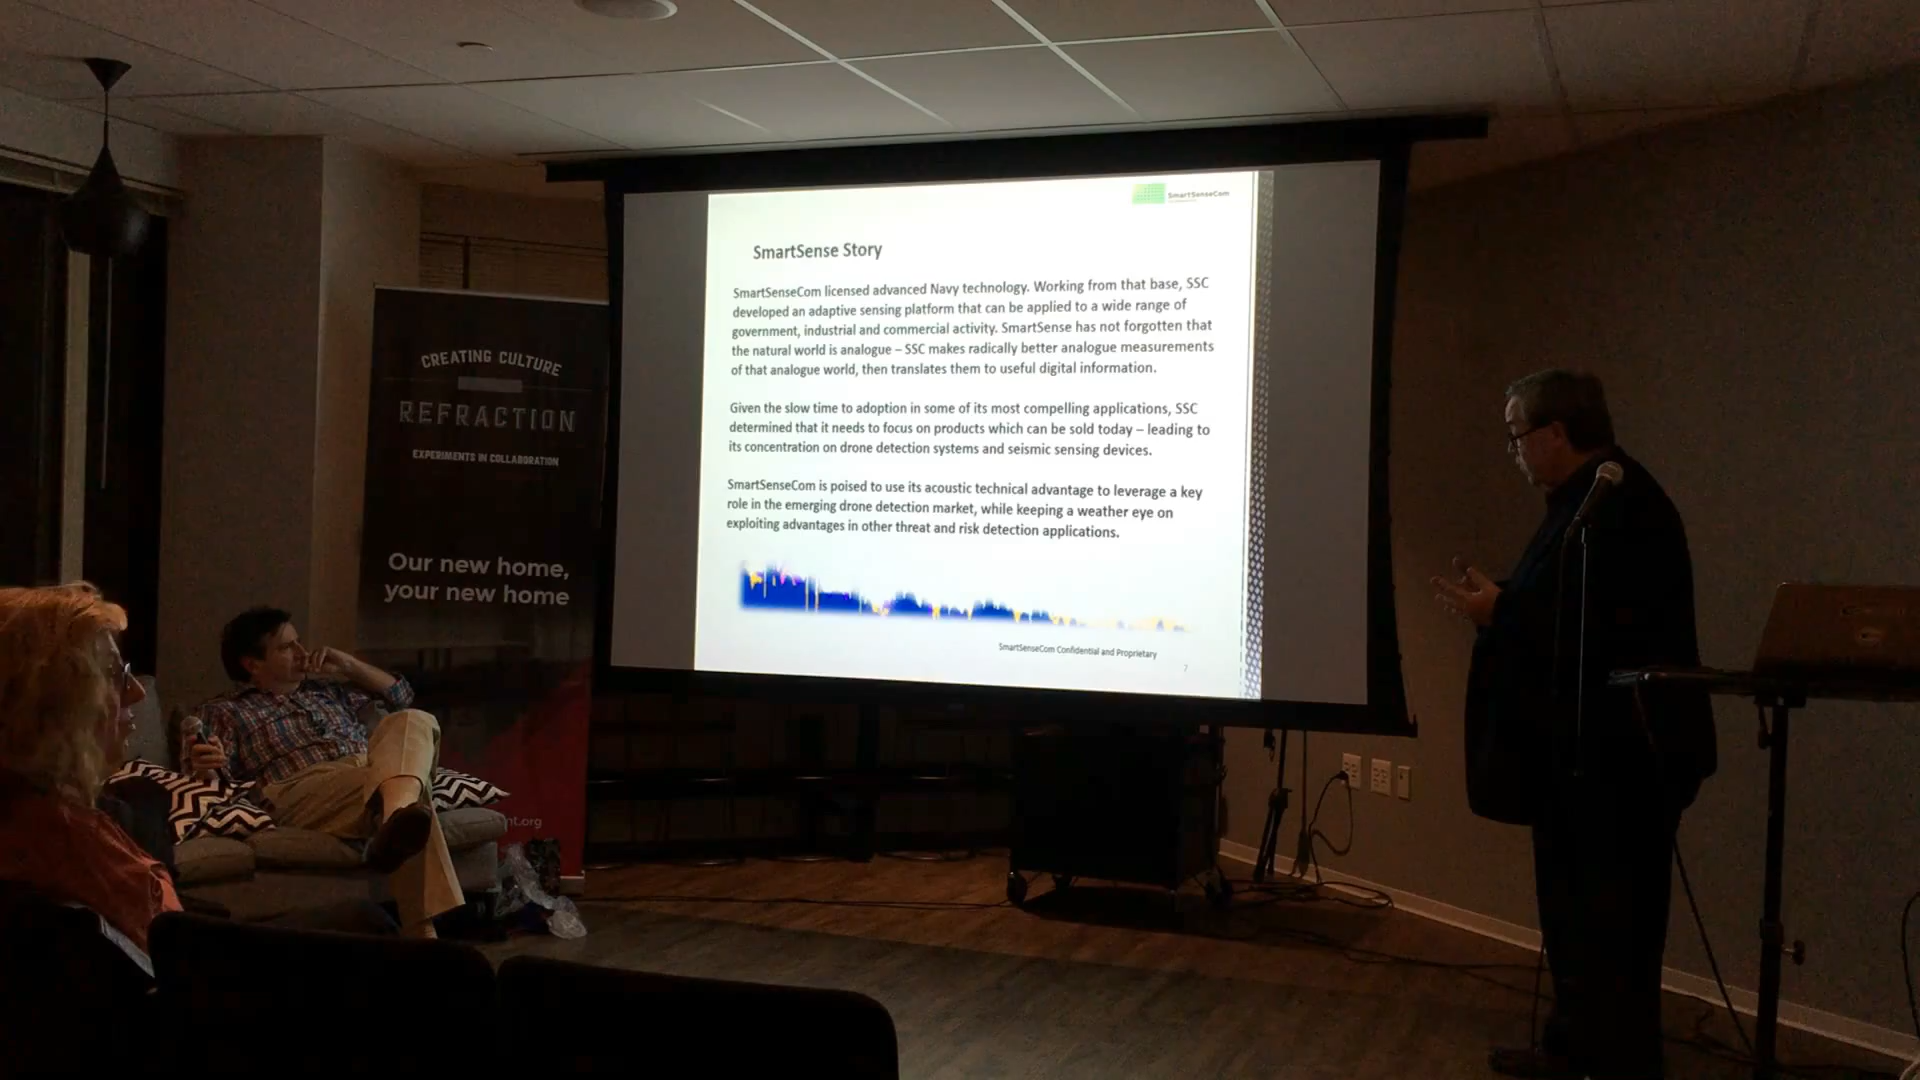 SmartSenseCom
SmartSense Story
SmartSenseCom licensed advanced Navy technology. Working from that base, SSC
developed an adaptive sensing platform that can be applied to a wide range of
government, industrial and commercial activity. SmartSense has not forgotten that
the natural world is analogue – SSC makes radically better analogue measurements
of that analogue world, then translates them to useful digital information.
Given the slow time to adoption in some of its most compelling applications, SSC
determined that it needs to focus on products which can be sold today – leading to
its concentration on drone detection systems and seismic sensing devices.
SmartSenseCom is poised to use its acoustic technical advantage to leverage a key
role in the emerging drone detection market, while keeping a weather eye on
exploiting advantages in other threat and risk detection applications.
SmartSenseCom Confidential and Proprietary
7
CREATING CULTURE
REFRACTION
EXPERIMENTS IN COLLABORATION
Our new home,
your new home
nt.org